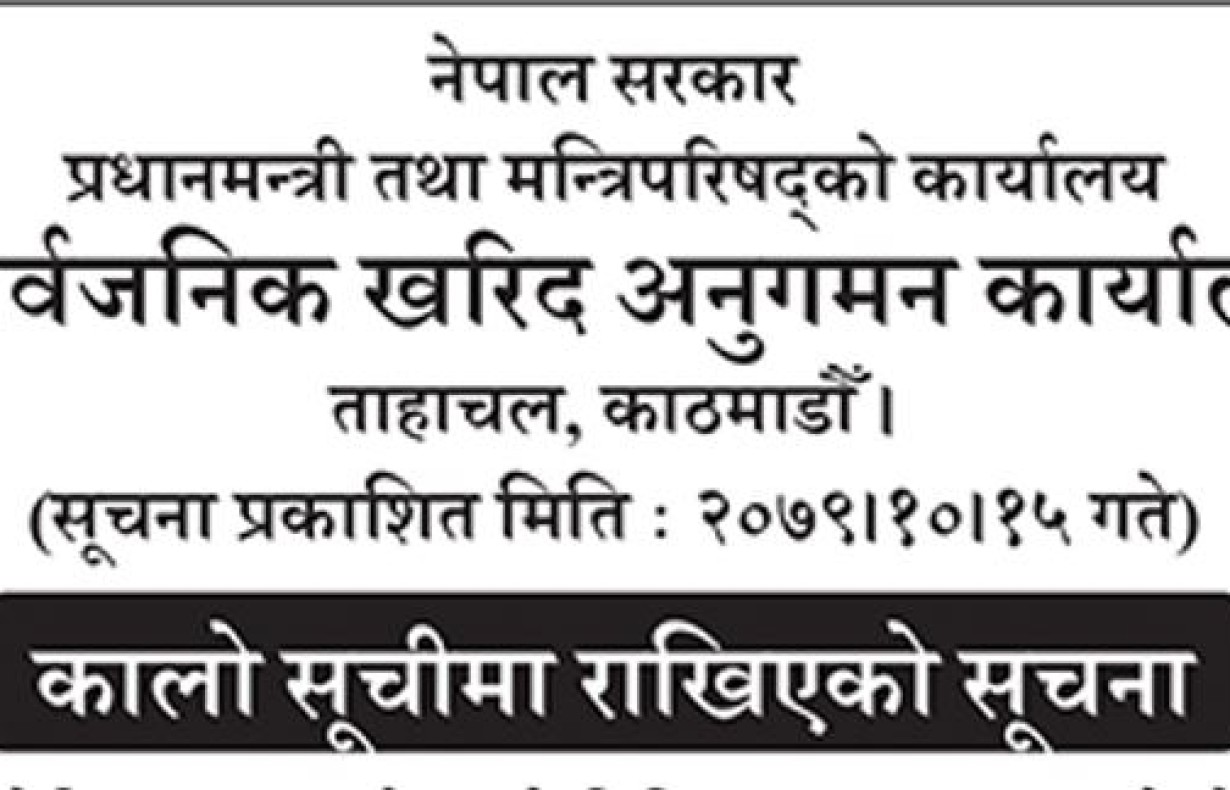 नेपाल सरकार
प्रधानमन्त्री तथा मन्त्रिपरिषद्को कार्यालय
खरिद अनुगमन
ताहाचल, काठमाडौँ ।
(सूचना प्रकाशित मिति : २०७९।१०।१५ गते)
कालो सूचीमा राखिएको सूचना